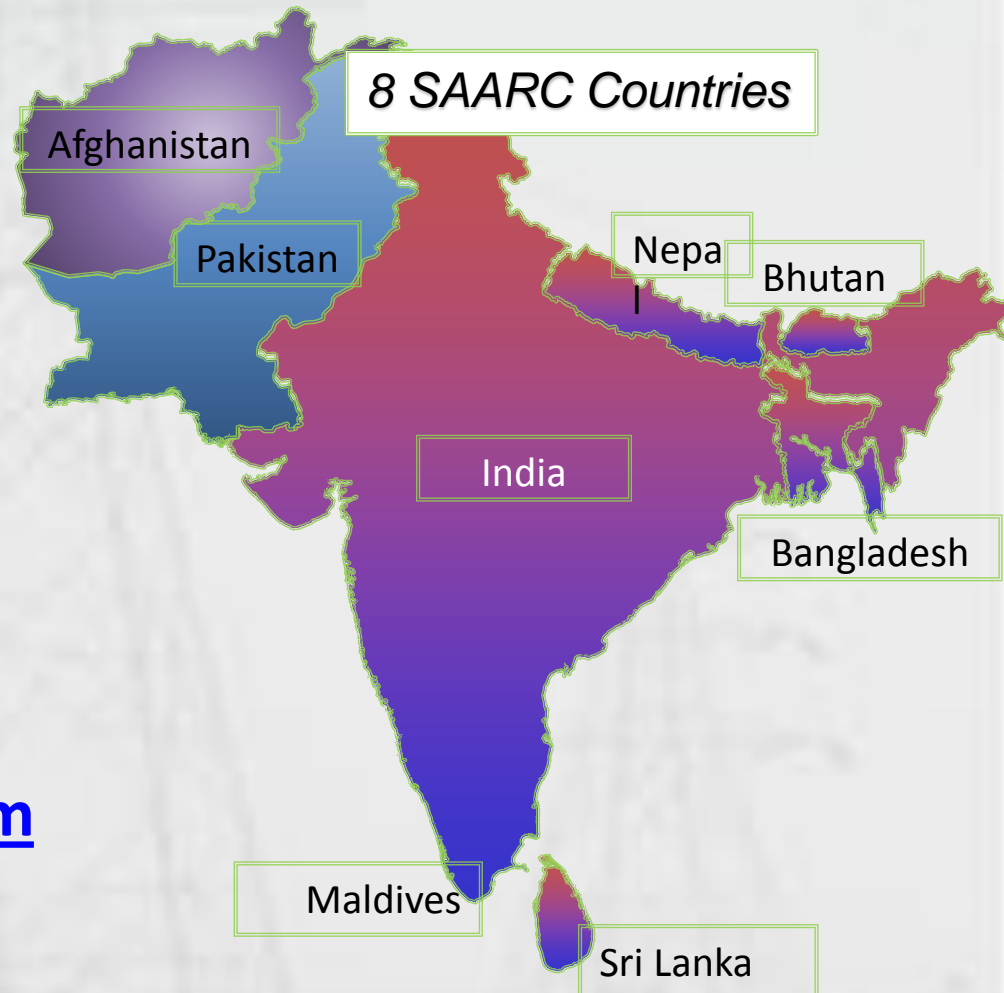 8 SAARC Countries
Afghanistan
Pakistan
Nepa
l
Bhutan
India
Bangladesh
m
Maldives
Sri Lanka